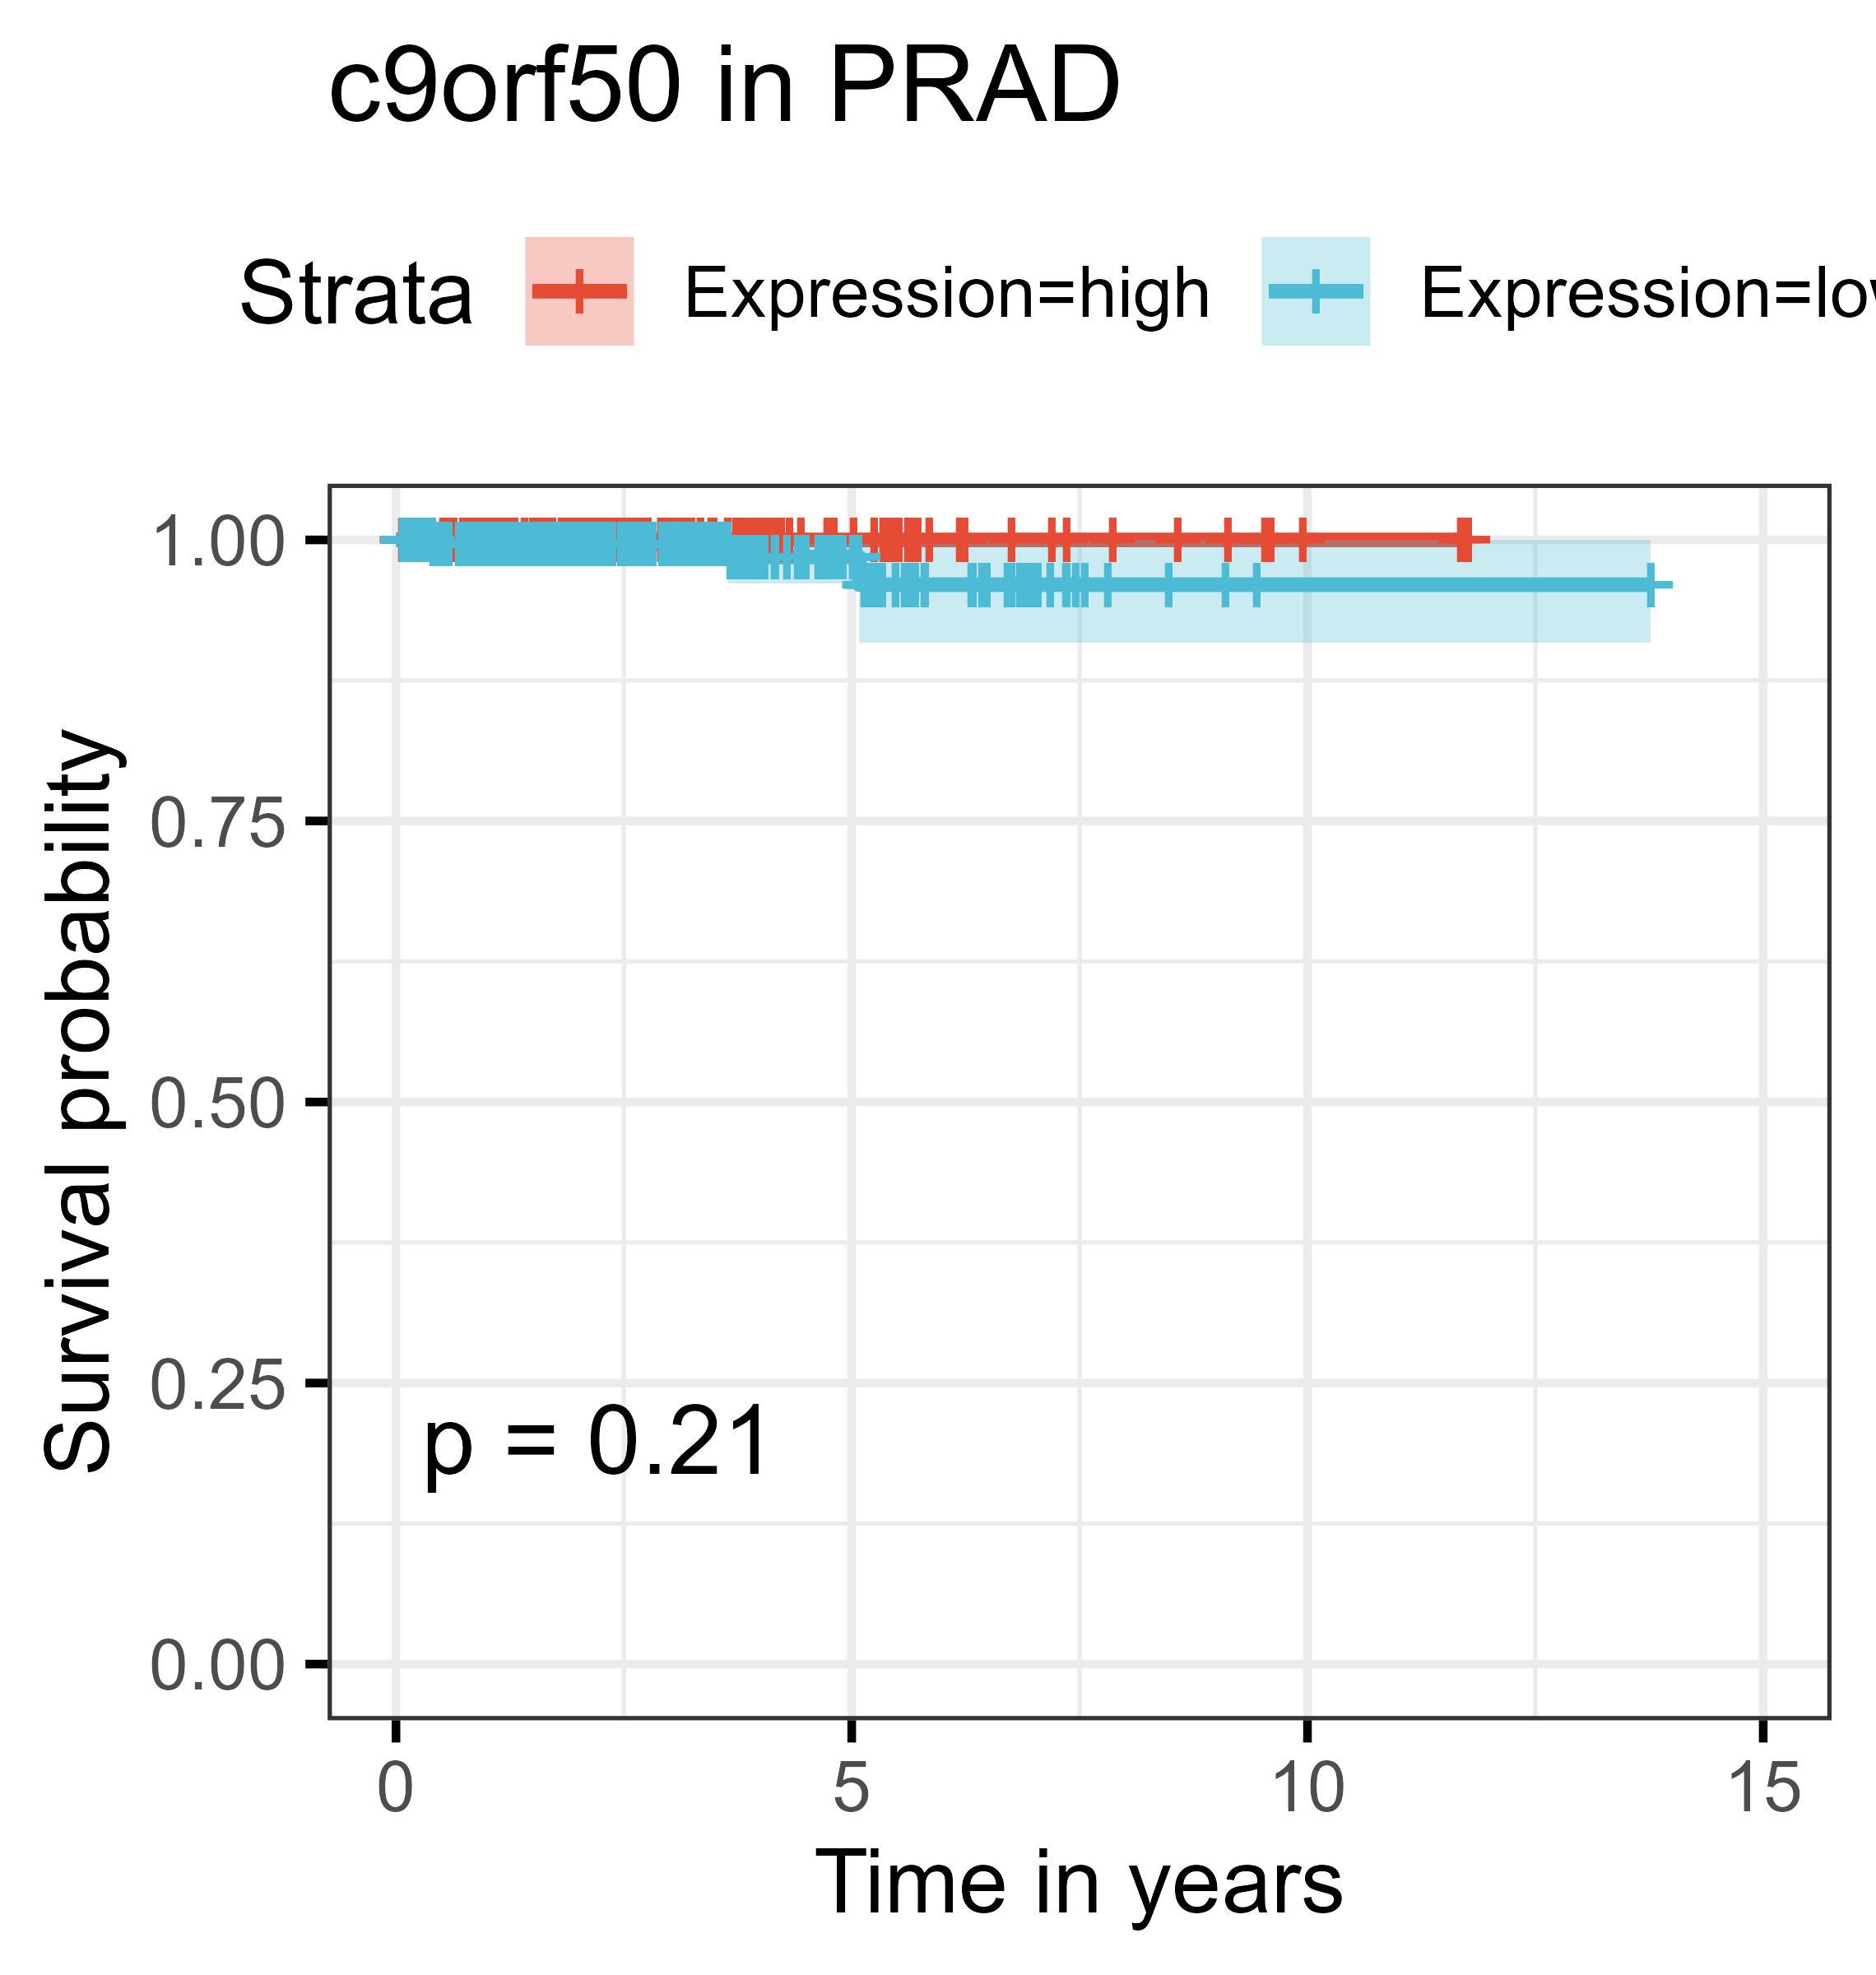 c9orf50 in PRAD
Strata Expression=high Expression=lo
Survival probability
1.00
0.75
0.50
0.25
0.00
p = 0.21
0 5 10 15
Time in years